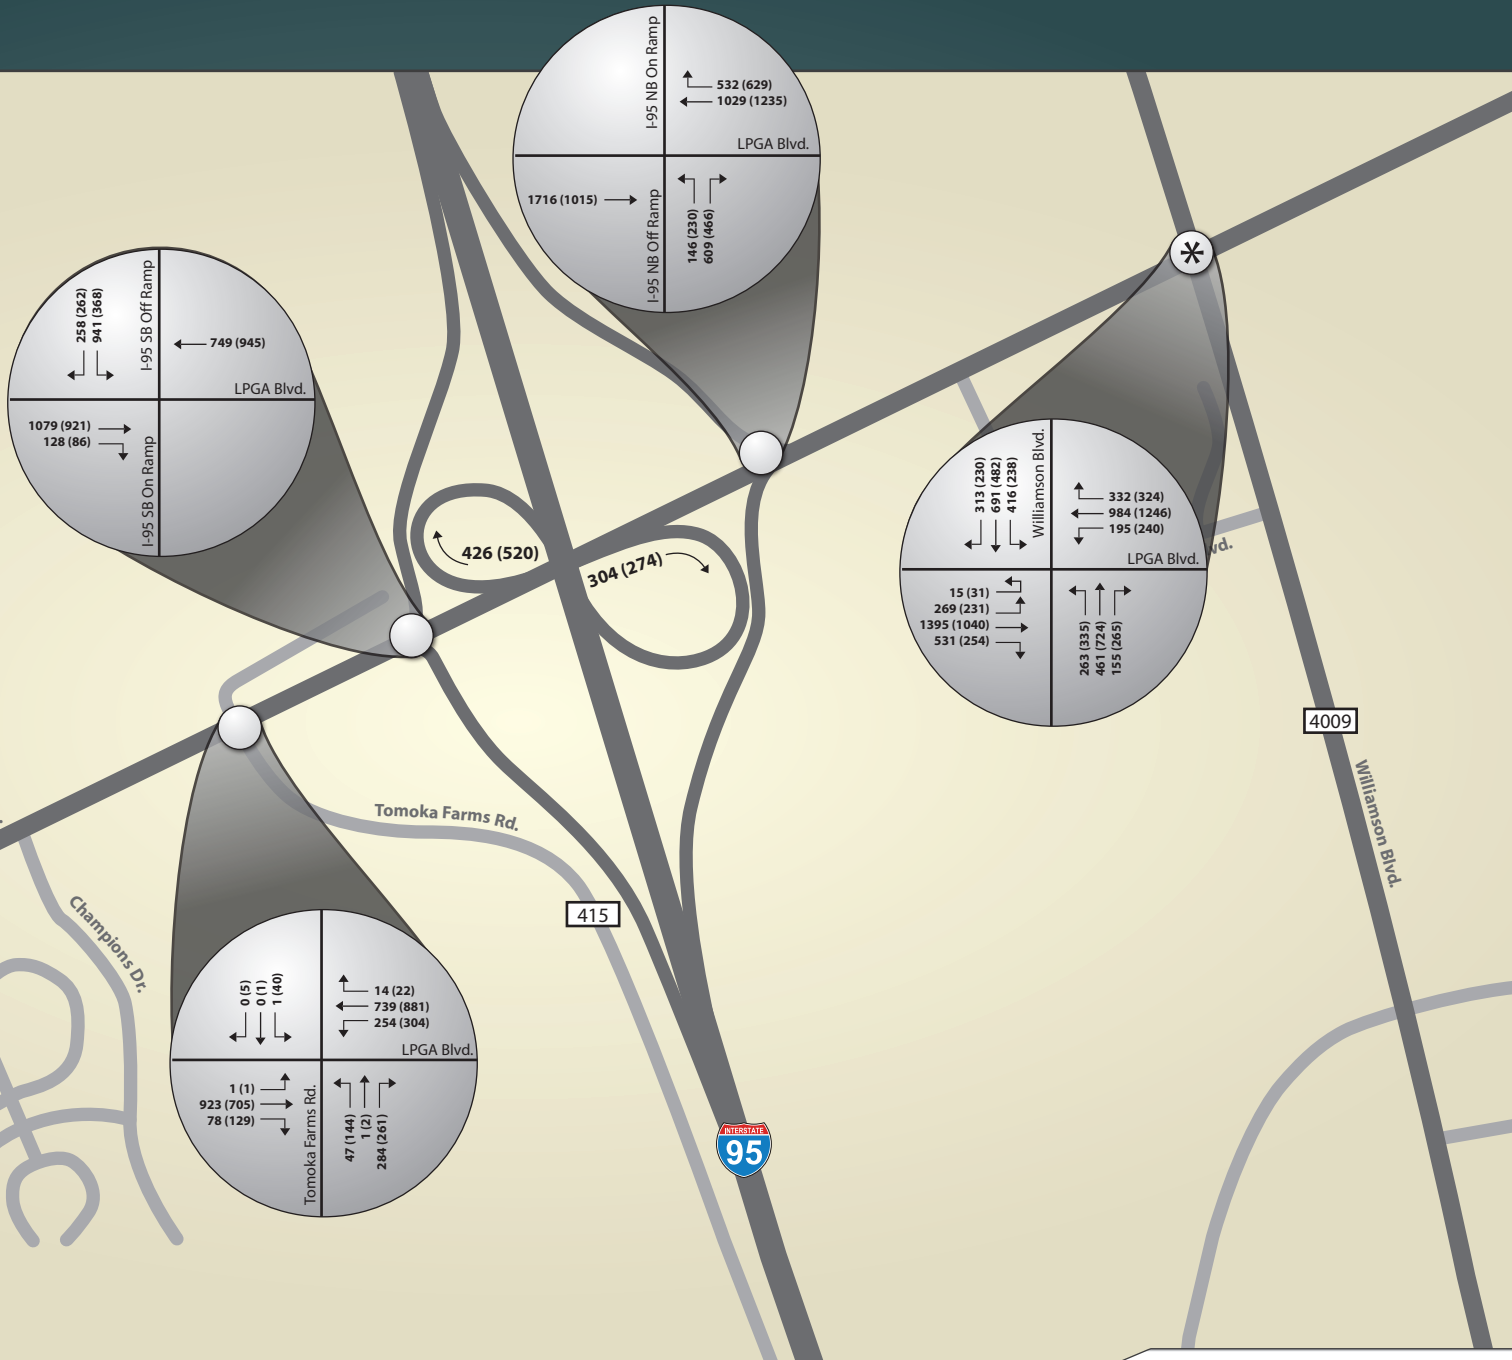 I-95 NB On Ramp
532 (629)
1029 (1235)
LPGA Blvd.
1716 (1015)
I-95 NB Off Ramp
146 (230)
609 (466)
258 (262)
941 (368)
I-95 SB Off Ramp
749 (945)
LPGA Blvd.
1079 (921)
128 (86)
I-95 SB On Ramp
*
426 (520)
304 (274)
313 (230)
691 (482)
416 (238)
Williamson Blvd.
332 (324)
984 (1246)
195 (240)
LPGA Blvd.
15 (31)
269 (231)
1395 (1040)
531 (254)
263 (335)
461 (724)
155 (265)
vd.
4009
Williamson Blvd.
Tomoka Farms Rd.
415
Champions Dr.
0 (5)
0 (1)
1 (40)
14 (22)
739 (881)
254 (304)
LPGA Blvd.
1 (1)
923 (705)
78 (129)
Tomoka Farms Rd.
47 (144)
1 (2)
284 (261)
INTERSTATE
95